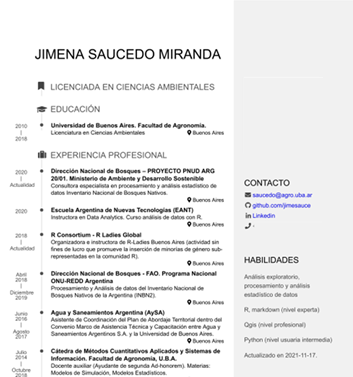 JIMENA SAUCEDO MIRANDA
LICENCIADA EN CIENCIAS AMBIENTALES
EDUCACIÓN
2010
|
2018
Universidad de Buenos Aires. Facultad de Agronomía.
Licenciatura en Ciencias Ambientales
Buenos Aires
EXPERIENCIA PROFESIONAL
2020
|
Actualidad
Dirección Nacional de Bosques – PROYECTO PNUD ARG
20/01. Ministerio de Ambiente y Desarrollo Sostenible
Consultora especialista en procesamiento y análisis estadístico de
datos Inventario Nacional de Bosques Nativos.
Buenos Aires
2020
Escuela Argentina de Nuevas Tecnologías (EANT)
Instructora en Data Analytics. Curso análisis de datos con R.
Buenos Aires
2018
|
Actualidad
R Consortium - R Ladies Global
Organizadora e instructora de R-Ladies Buenos Aires (actividad sin
fines de lucro que promueve la inserción de minorías de género sub-
representadas en la comunidad R).
Buenos Aires
Abril
2018
|
Diciembre
2019
Dirección Nacional de Bosques - FAO. Programa Nacional
ONU-REDD Argentina
Procesamiento y Análisis de datos del Inventario Nacional de
Bosques Nativos de la Argentina (INBN2).
Buenos Aires
Junio
2016
|
Agosto
2017
Agua y Saneamientos Argentina (AySA)
Asistente de Coordinación del Plan de Abordaje Territorial dentro del
Convenio Marco de Asistencia Técnica y Capacitación entre Agua y
Saneamientos Argentinos S.A. y la Universidad de Buenos Aires.
Buenos Aires
Julio
2014
|
Octubre
2018
Cátedra de Métodos Cuantitativos Aplicados y Sistemas de
Información. Facultad de Agronomía, U.B.A.
Docente auxiliar (Ayudante de segunda Ad-honorem). Materias:
Modelos de Simulación, Modelos Estadísticos.
CONTACTO
saucedo@agro.uba.ar
github.com/jimesauce
Linkedin
-
HABILIDADES
Análisis exploratorio,
procesamiento y análisis
estadístico de datos
R, markdown (nivel experta)
Qgis (nivel profesional)
Python (nivel usuaria intermedia)
Actualizado en 2021-11-17.